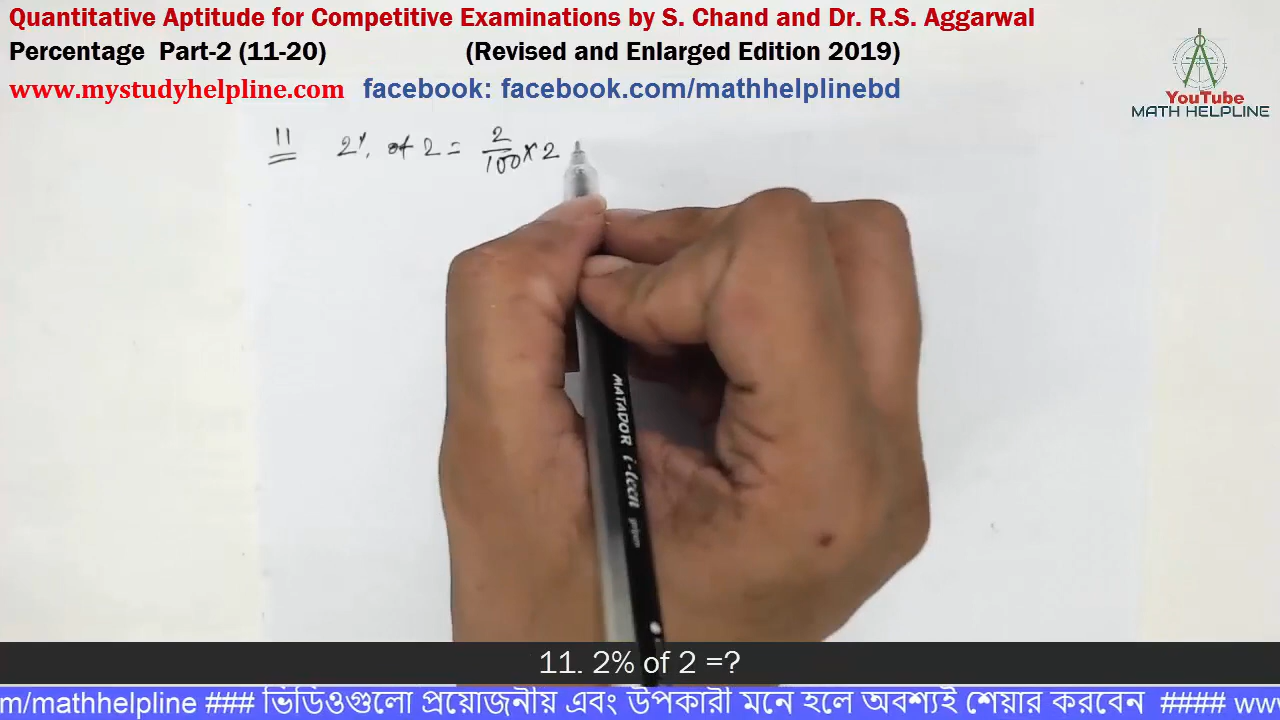 Quantitative Aptitude for Competitive Examinations by S. Chand and Dr. R.S. Aggarwal
Percentage Part-2 (11-20) (Revised and Enlarged Edition 2019)
www.mystudyhelpline.com facebook: facebook.com/mathhelplinebd
YouTube
MATH HELPLINE
11 2% of 2 = 2/100 × 2
MATADOR i-teen
11. 2% of 2 =?
m/mathhelpline ### ভিডিওগুলো প্রয়োজনীয় এবং উপকারী মনে হলে অবশ্যই শেয়ার করবেন #### ww